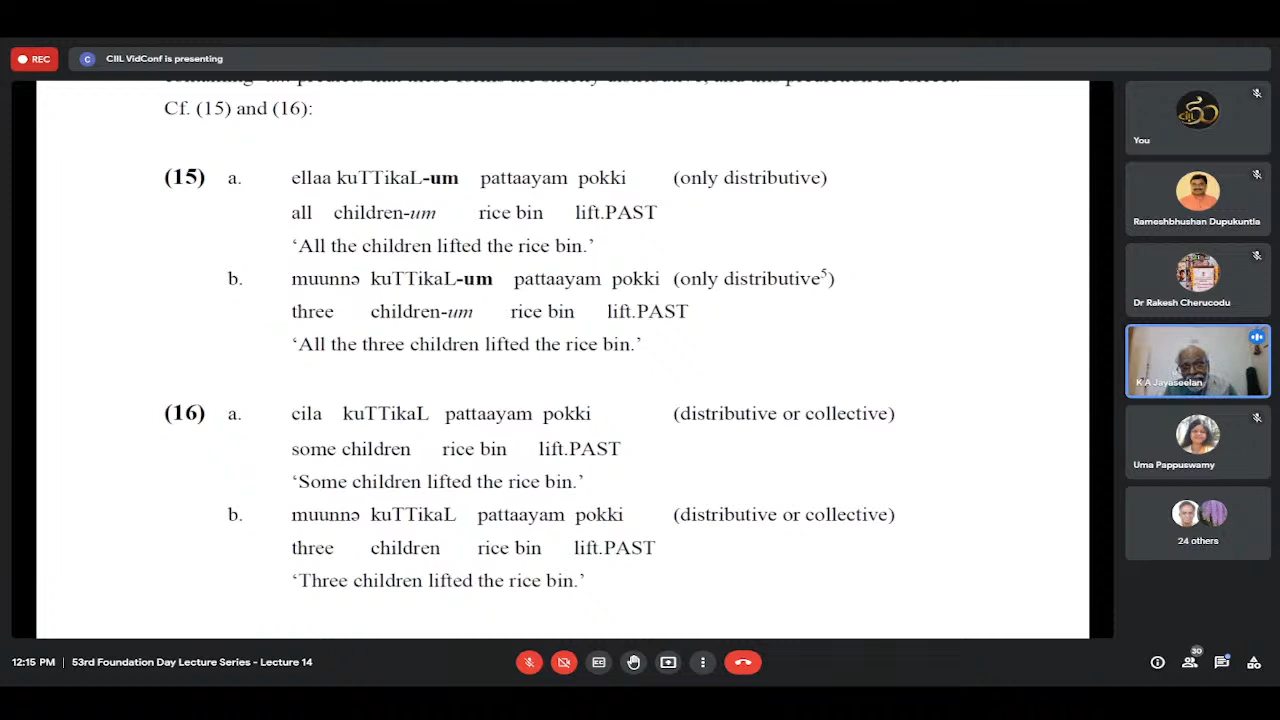 REC
C
CIIL VidConf is presenting
Cf. (15) and (16):
(15) a. ellaa kuTTikaL-um pattaayam pokki (only distributive)
all children-um rice bin lift.PAST
‘All the children lifted the rice bin.’
b. muunnə kuTTikaL-um pattaayam pokki (only distributive⁵)
three children-um rice bin lift.PAST
‘All the three children lifted the rice bin.’
(16) a. cila kuTTikaL pattaayam pokki (distributive or collective)
some children rice bin lift.PAST
‘Some children lifted the rice bin.’
b. muunnə kuTTikaL pattaayam pokki (distributive or collective)
three children rice bin lift.PAST
‘Three children lifted the rice bin.’
You
Rameshbhushan Dupukuntla
Dr Rakesh Cherucodu
K A Jayaseelan
Uma Pappuswamy
24 others
12:15 PM | 53rd Foundation Day Lecture Series - Lecture 14
30